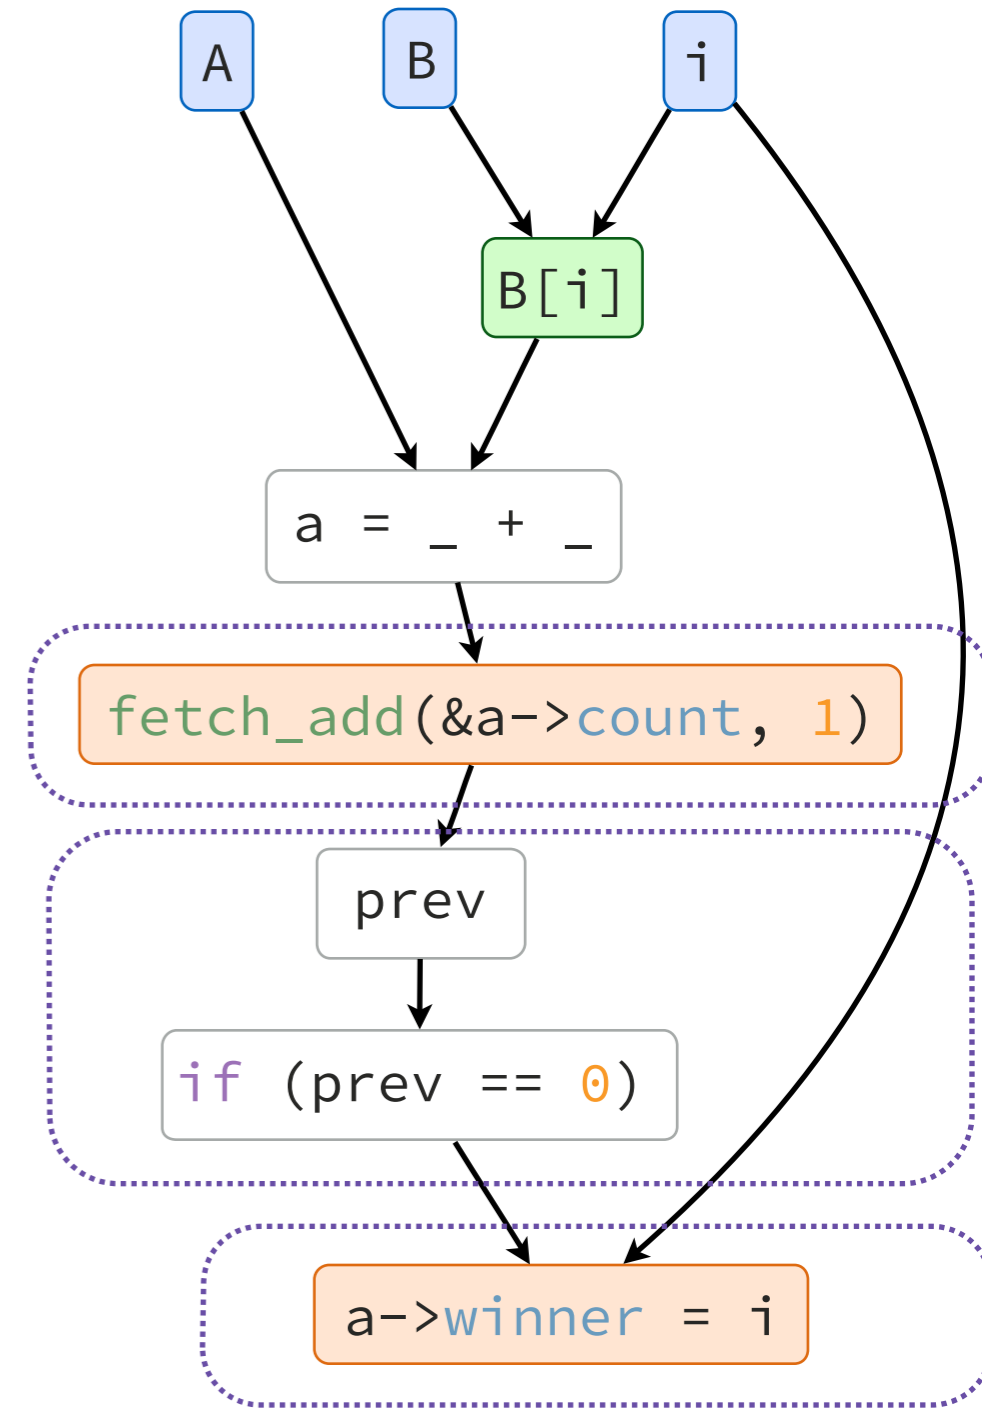 A
B
i
B[i]
a = _ + _
fetch_add(&a->count, 1)
prev
if (prev == 0)
a->winner = i